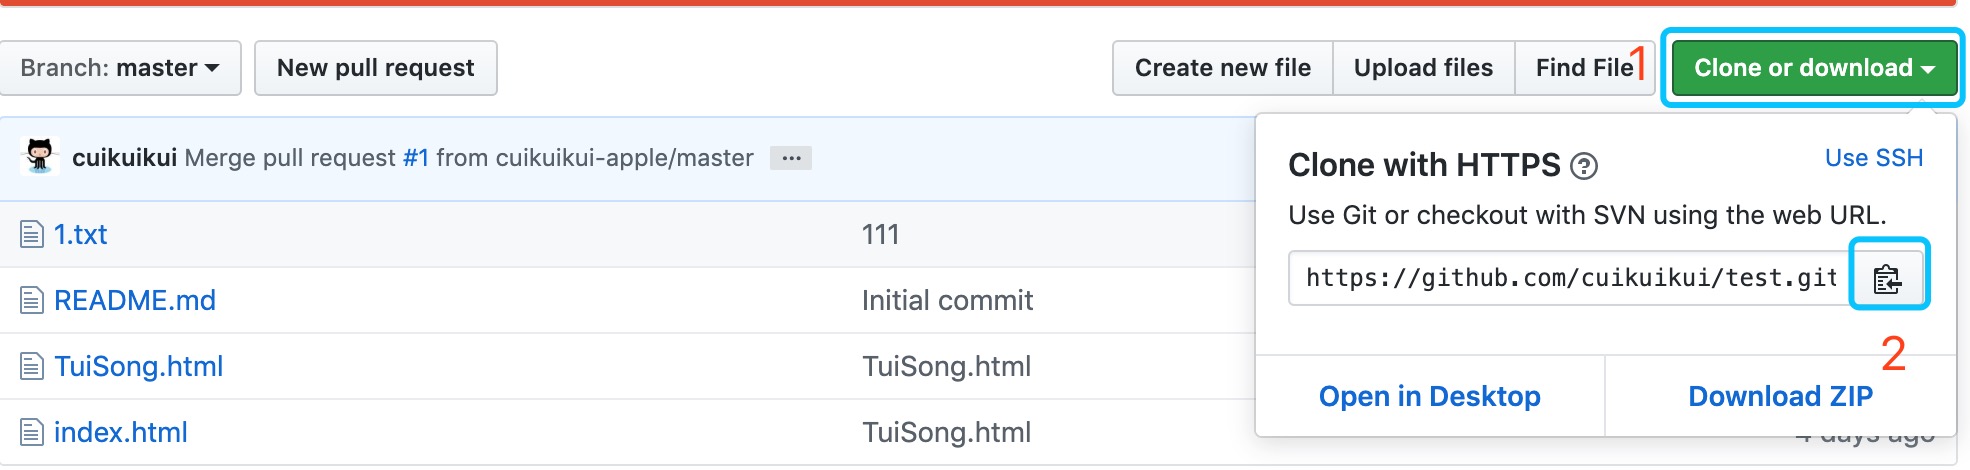 Branch: master
New pull request
Create new file
Upload files
Find File
1
Clone or download
cuikuikui Merge pull request #1 from cuikuikui-apple/master ...
Clone with HTTPS ?
Use SSH
Use Git or checkout with SVN using the web URL.
https://github.com/cuikuikui/test.git
2
Open in Desktop
Download ZIP
1.txt
111
README.md
Initial commit
TuiSong.html
TuiSong.html
index.html
TuiSong.html
4 days ago